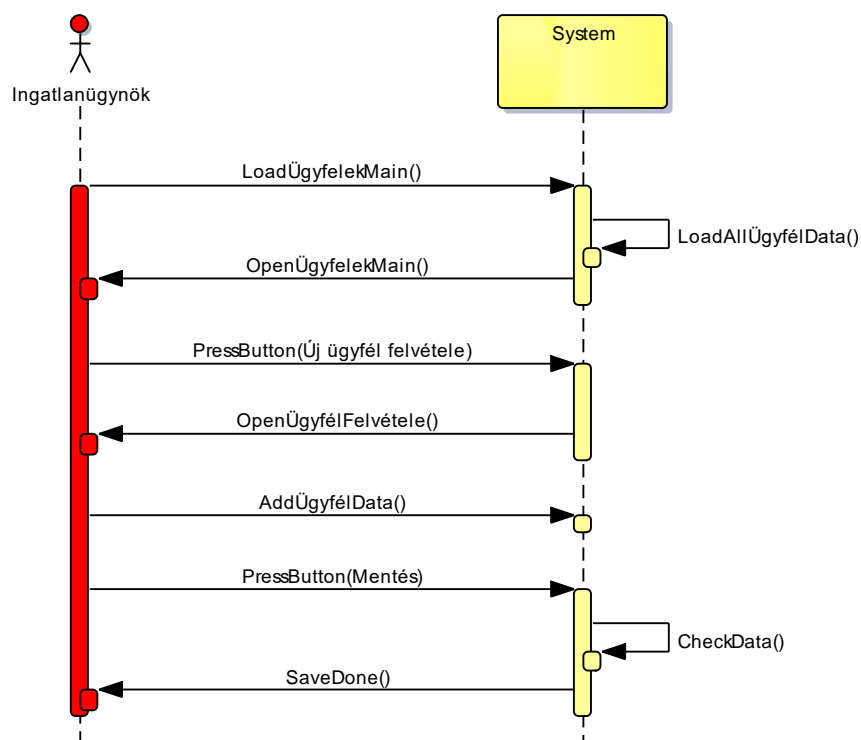 System
Ingatlanügynök
LoadÜgyfelekMain()
LoadAllÜgyfélData()
OpenÜgyfelekMain()
PressButton(Új ügyfél felvétele)
OpenÜgyfélFelvétele()
AddÜgyfélData()
PressButton(Mentés)
CheckData()
SaveDone()